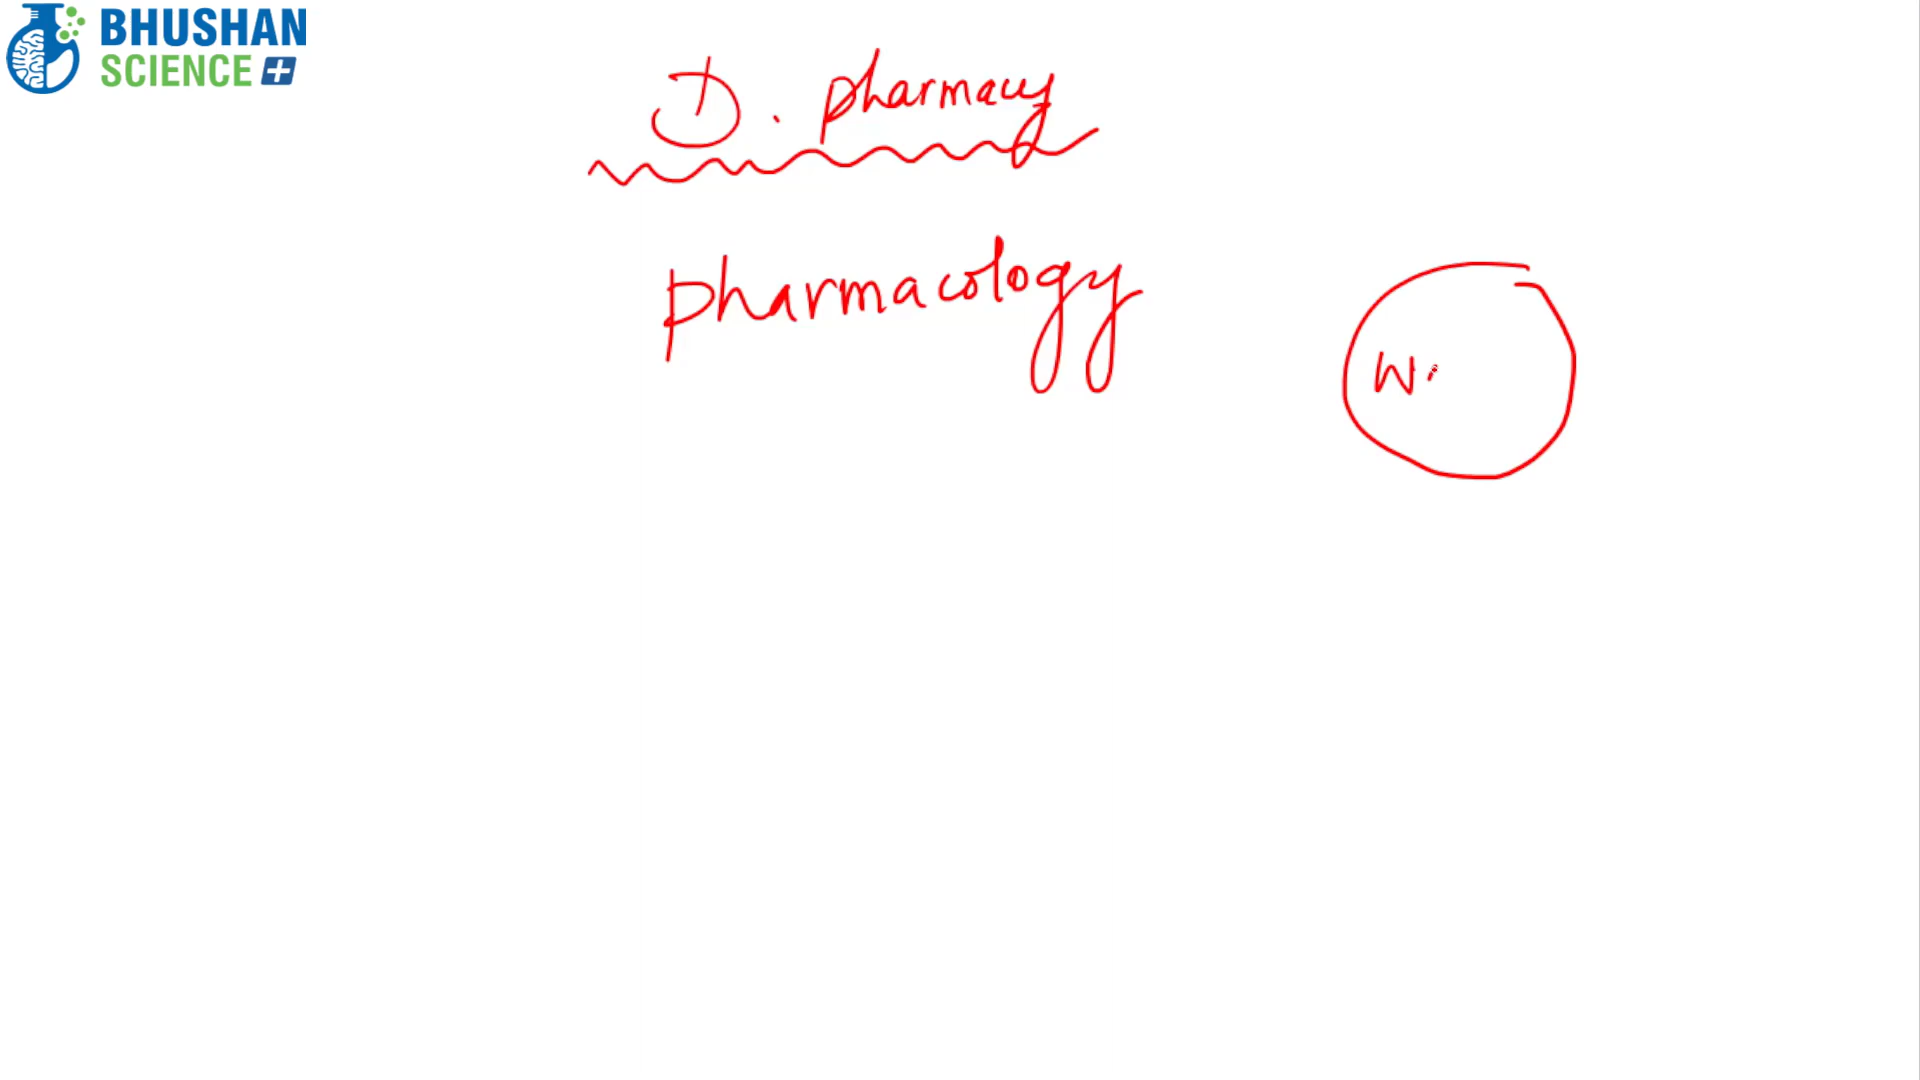 BHUSHAN
SCIENCE +
D. pharmacy
pharmacology
W.